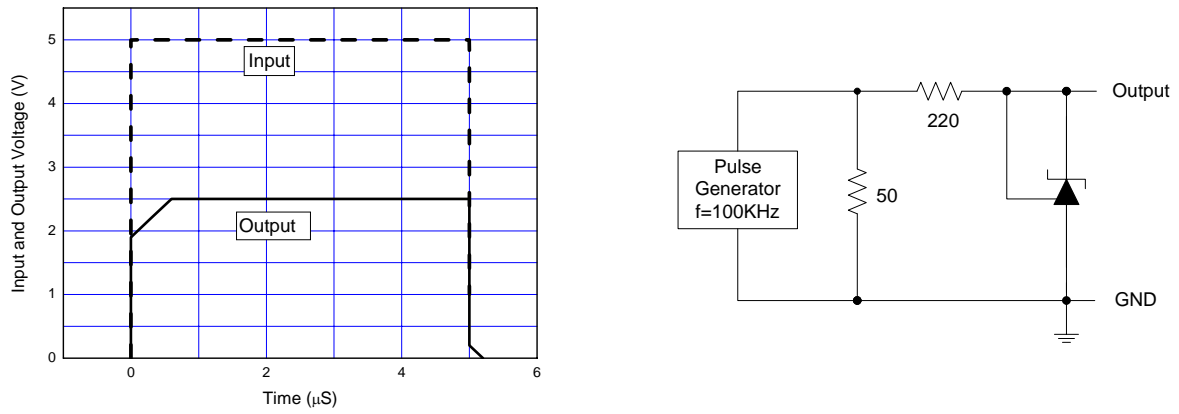 Input and Output Voltage (V)
5
4
3
2
1
0
Input
Output
0
2
4
6
Time (μS)
Pulse
Generator
f=100KHz
50
220
Output
GND